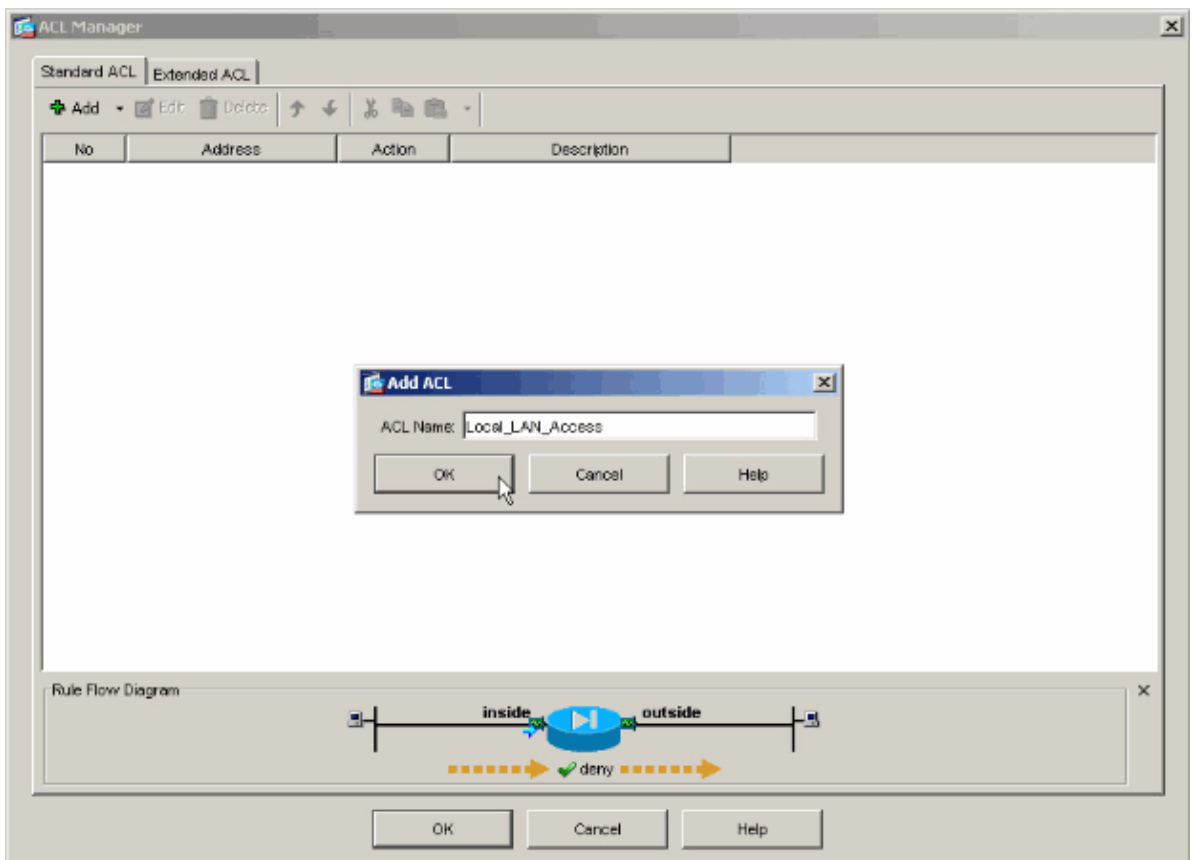 ACL Manager
Standard ACL Extended ACL
Add Edit Delete
No Address Action Description
Add ACL
ACL Name: Local_LAN_Access
OK Cancel Help
Rule Flow Diagram
inside outside
deny
OK Cancel Help